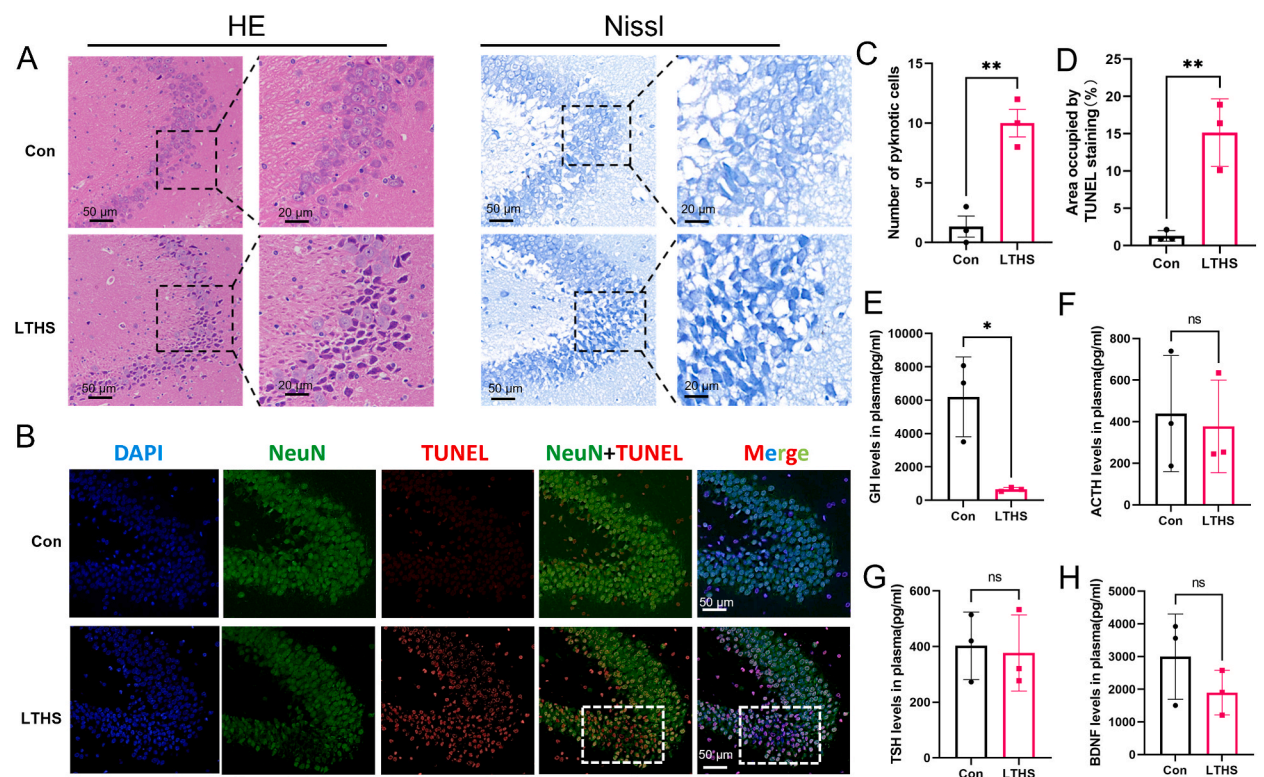 HE
Nissl
A
Con
50 µm
20 µm
50 µm
20 µm
LTHS
50 µm
20 µm
50 µm
20 µm
B
DAPI
NeuN
TUNEL
NeuN+TUNEL
Merge
Con
50 µm
LTHS
50 µm
C
Number of pyknotic cells
15
10
5
0
**
Con
LTHS
D
Area occupied by
TUNEL staining(%)
25
20
15
10
5
0
**
Con
LTHS
E
GH levels in plasma(pg/ml)
10000
8000
6000
4000
2000
0
*
Con
LTHS
F
ACTH levels in plasma(pg/ml)
800
600
400
200
0
ns
Con
LTHS
G
TSH levels in plasma(pg/ml)
600
400
200
0
ns
Con
LTHS
H
BDNF levels in plasma(pg/ml)
5000
4000
3000
2000
1000
0
ns
Con
LTHS